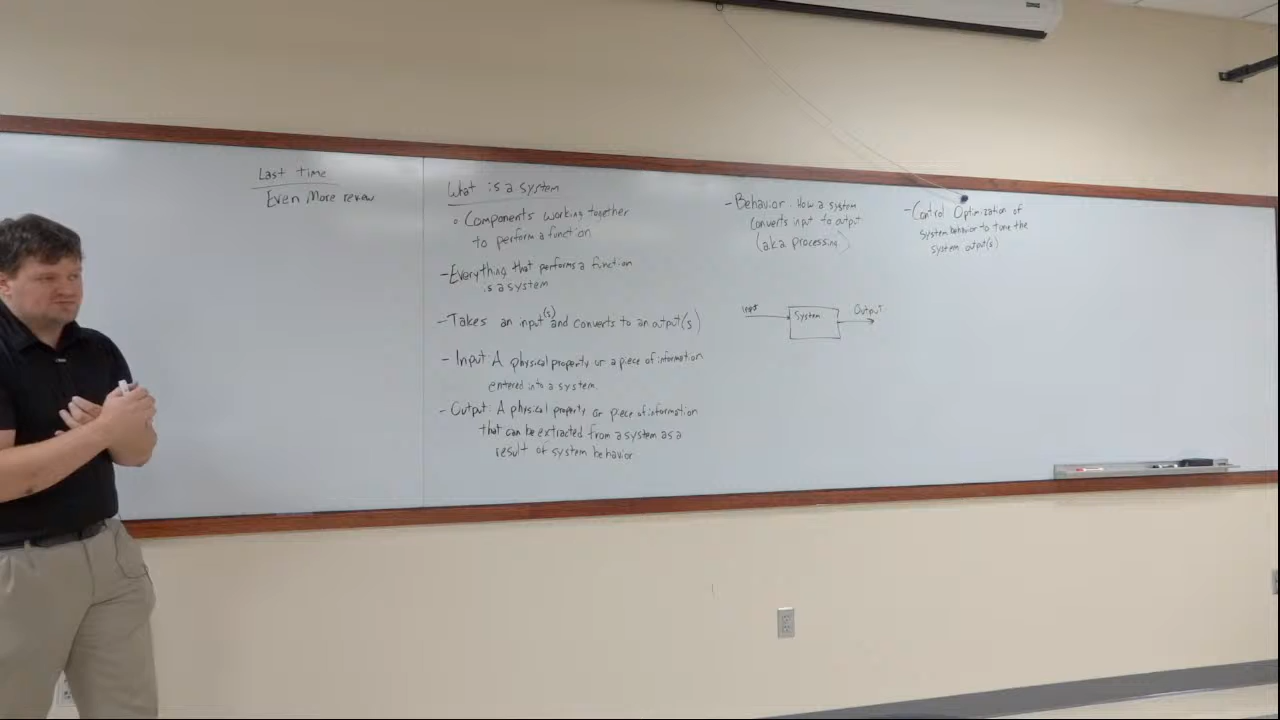 Last time
Even More review
What is a system
◦ Components working together
to perform a function
- Everything that performs a function
is a system
- Takes an input(s) and converts to an output(s)
- Input: A physical property or a piece of information
entered into a system.
- Output: A physical property or piece of information
that can be extracted from a system as a
result of system behavior
- Behavior: How a system
converts input to output
(aka processing)
Input
System
Output
- Control Optimization of
system behavior to tune the
system output(s)